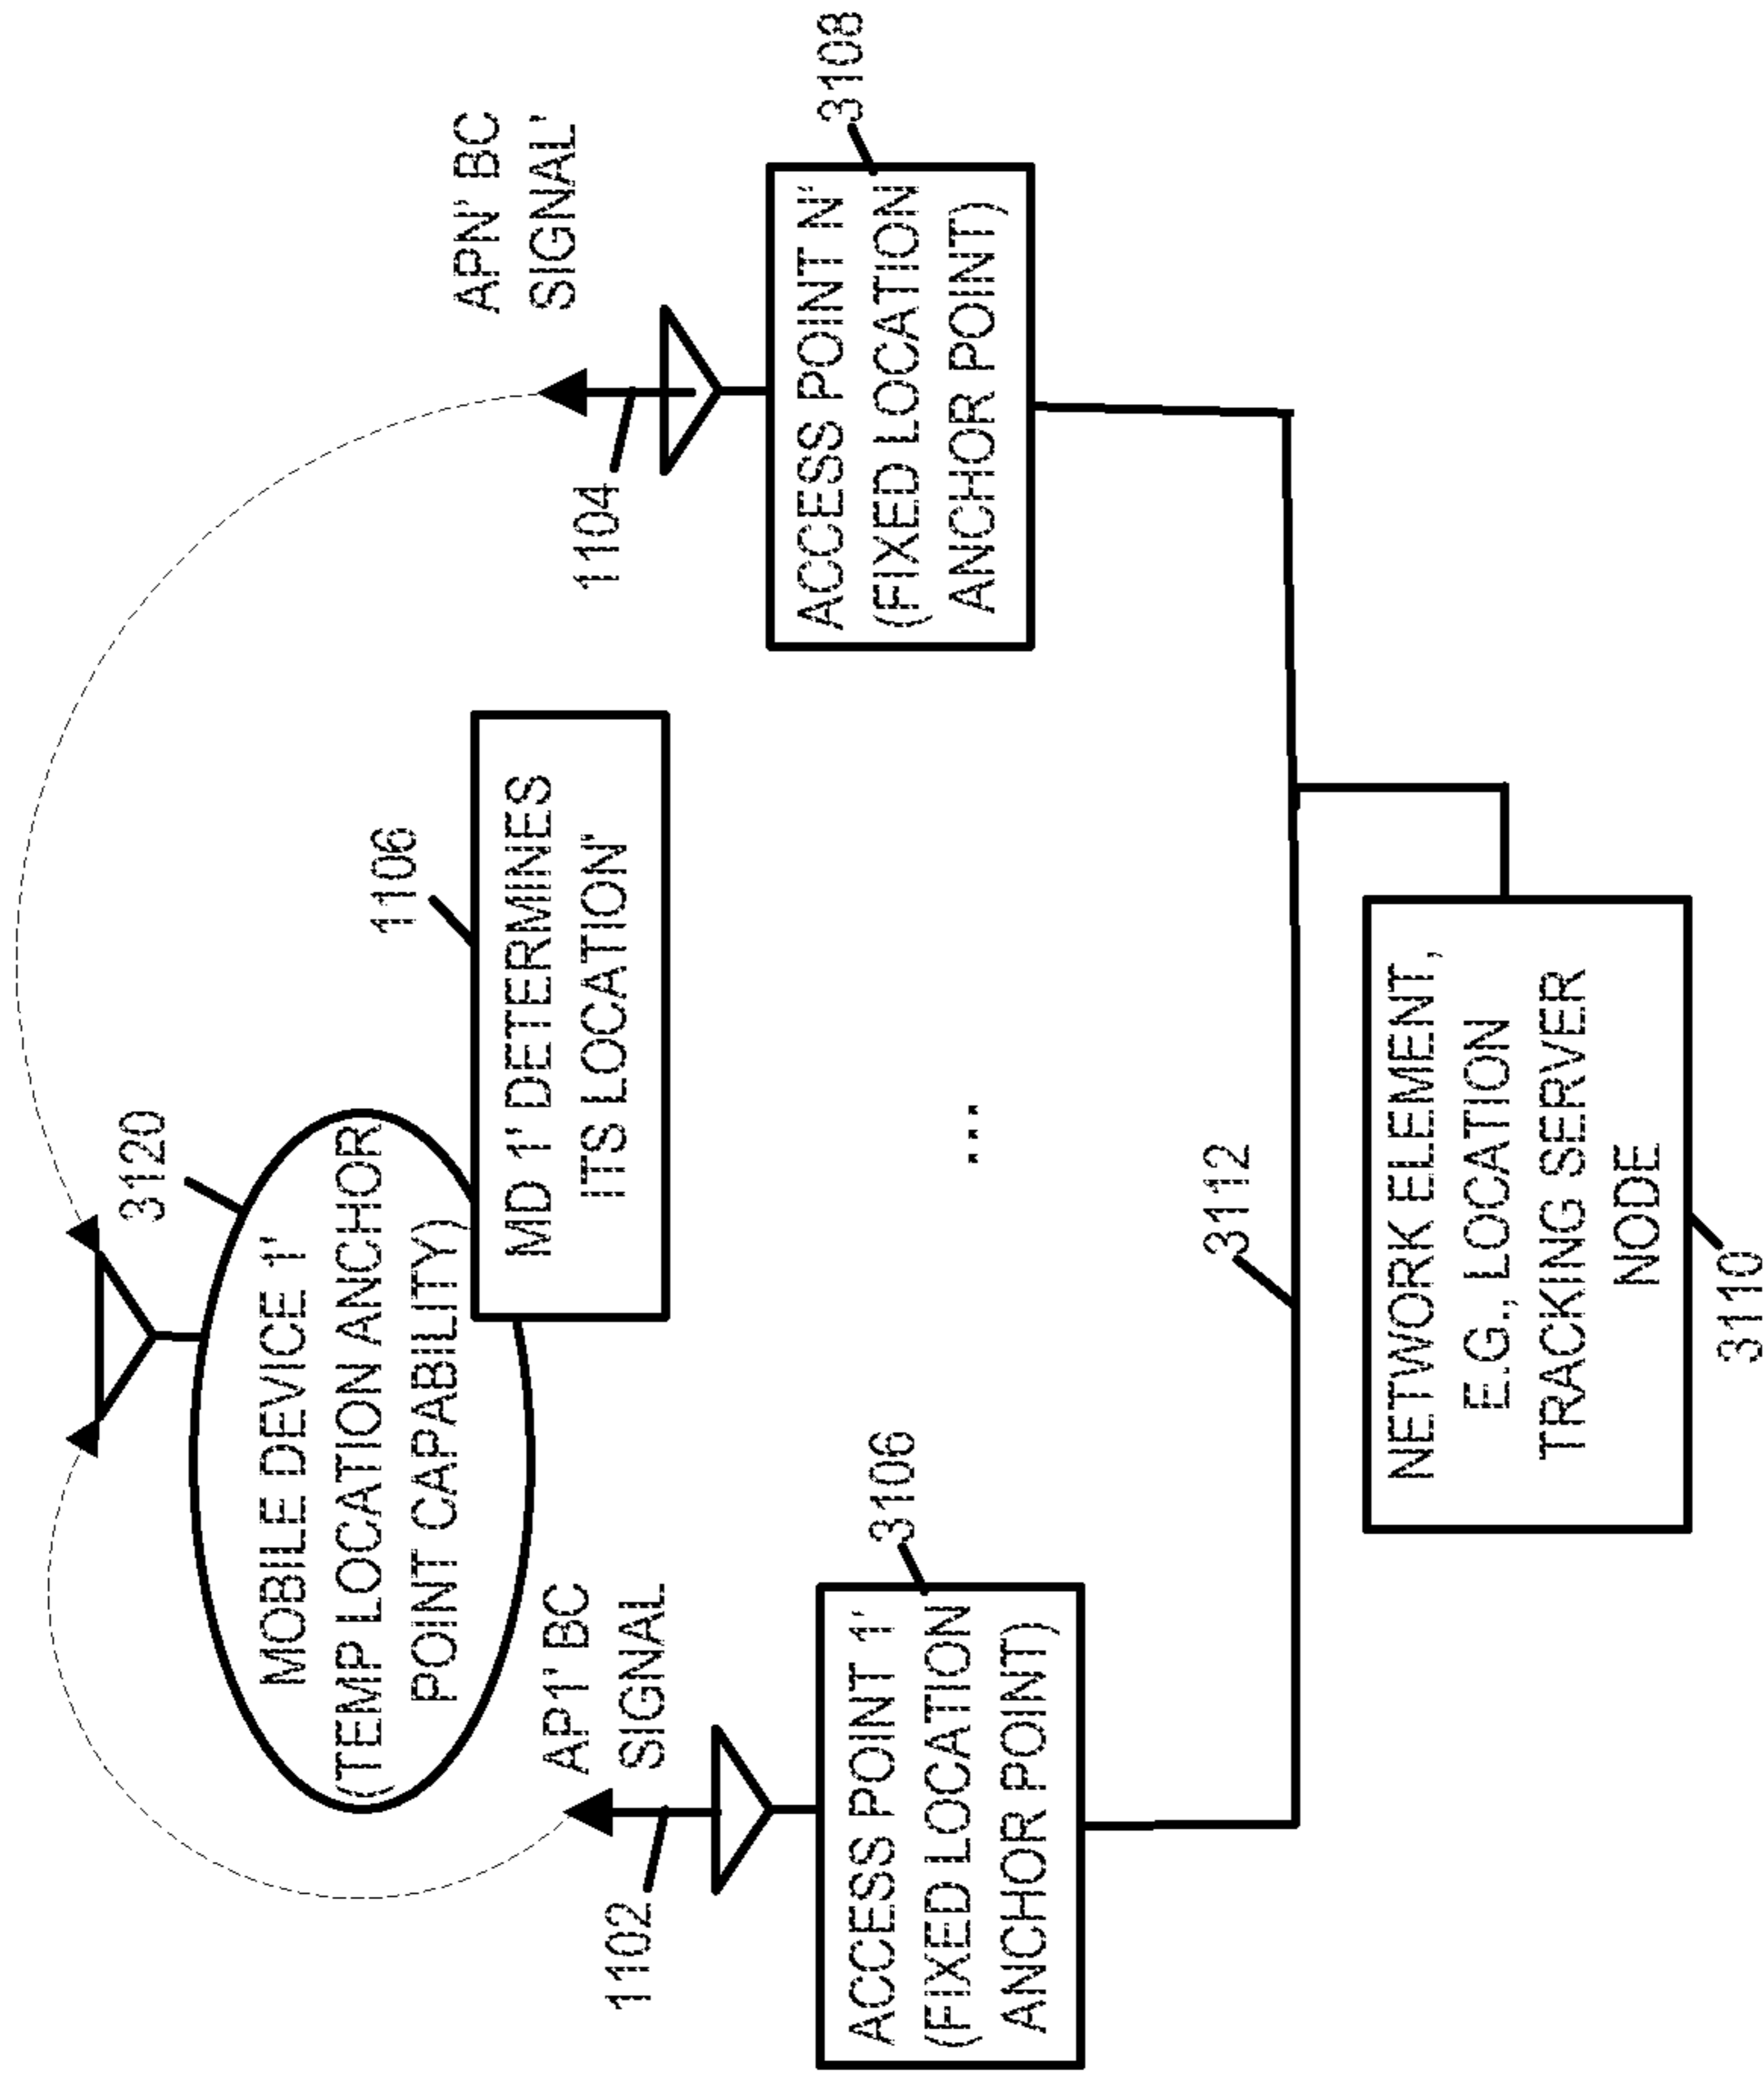 3120
MOBILE DEVICE 1'
(TEMP LOCATION ANCHOR
POINT CAPABILITY)
1106
MD 1' DETERMINES
ITS LOCATION'
AP1' BC
SIGNAL
1102
APN' BC
SIGNAL'
1104
3106
ACCESS POINT 1'
(FIXED LOCATION
ANCHOR POINT)
...
3108
ACCESS POINT N'
(FIXED LOCATION
ANCHOR POINT)
3112
NETWORK ELEMENT,
E.G., LOCATION
TRACKING SERVER
NODE
3110